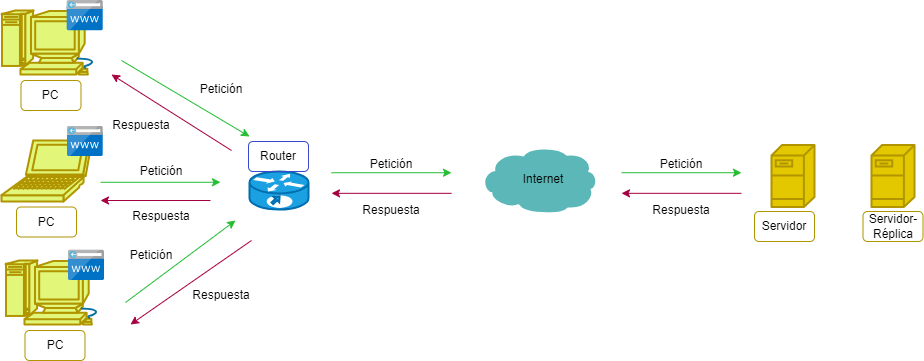 WWW
PC
Petición
Respuesta
WWW
PC
Petición
Respuesta
WWW
PC
Petición
Respuesta
Router
Petición
Respuesta
Internet
Petición
Respuesta
Servidor
Servidor-
Réplica